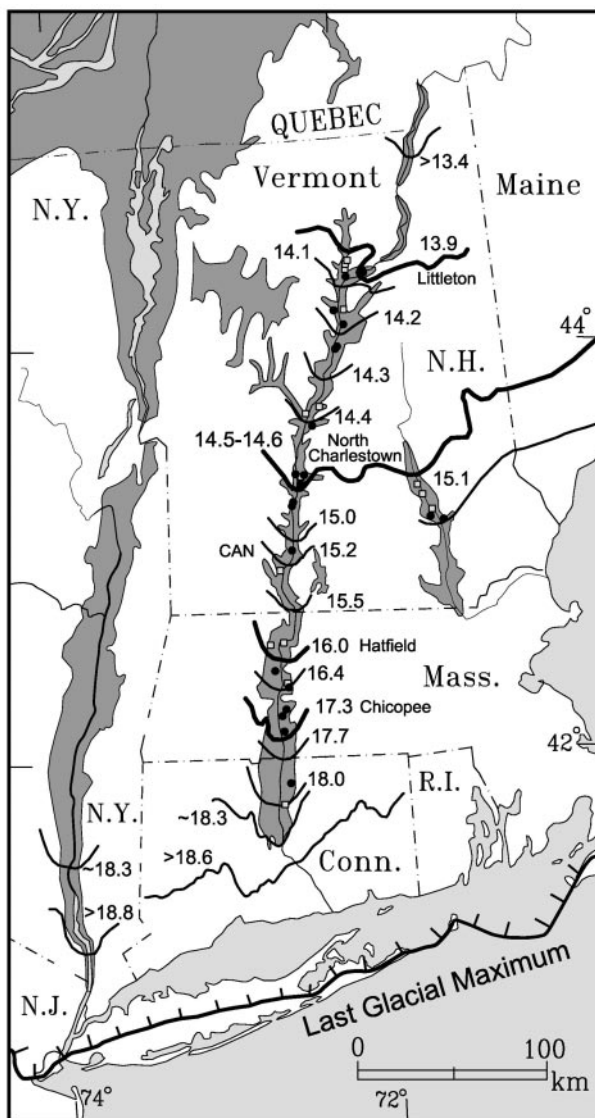 QUEBEC
Vermont
>13.4
N.Y.
Maine
14.1
13.9
Littleton
14.2
44°
14.3
N.H.
14.4
14.5-14.6
North
Charlestown
15.1
15.0
CAN
15.2
15.5
16.0 Hatfield
16.4
Mass.
17.3 Chicopee
17.7
42°
18.0
R.I.
N.Y.
~18.3
~18.3
>18.6
Conn.
>18.8
N.J.
Last Glacial Maximum
0 100
km
74°
72°